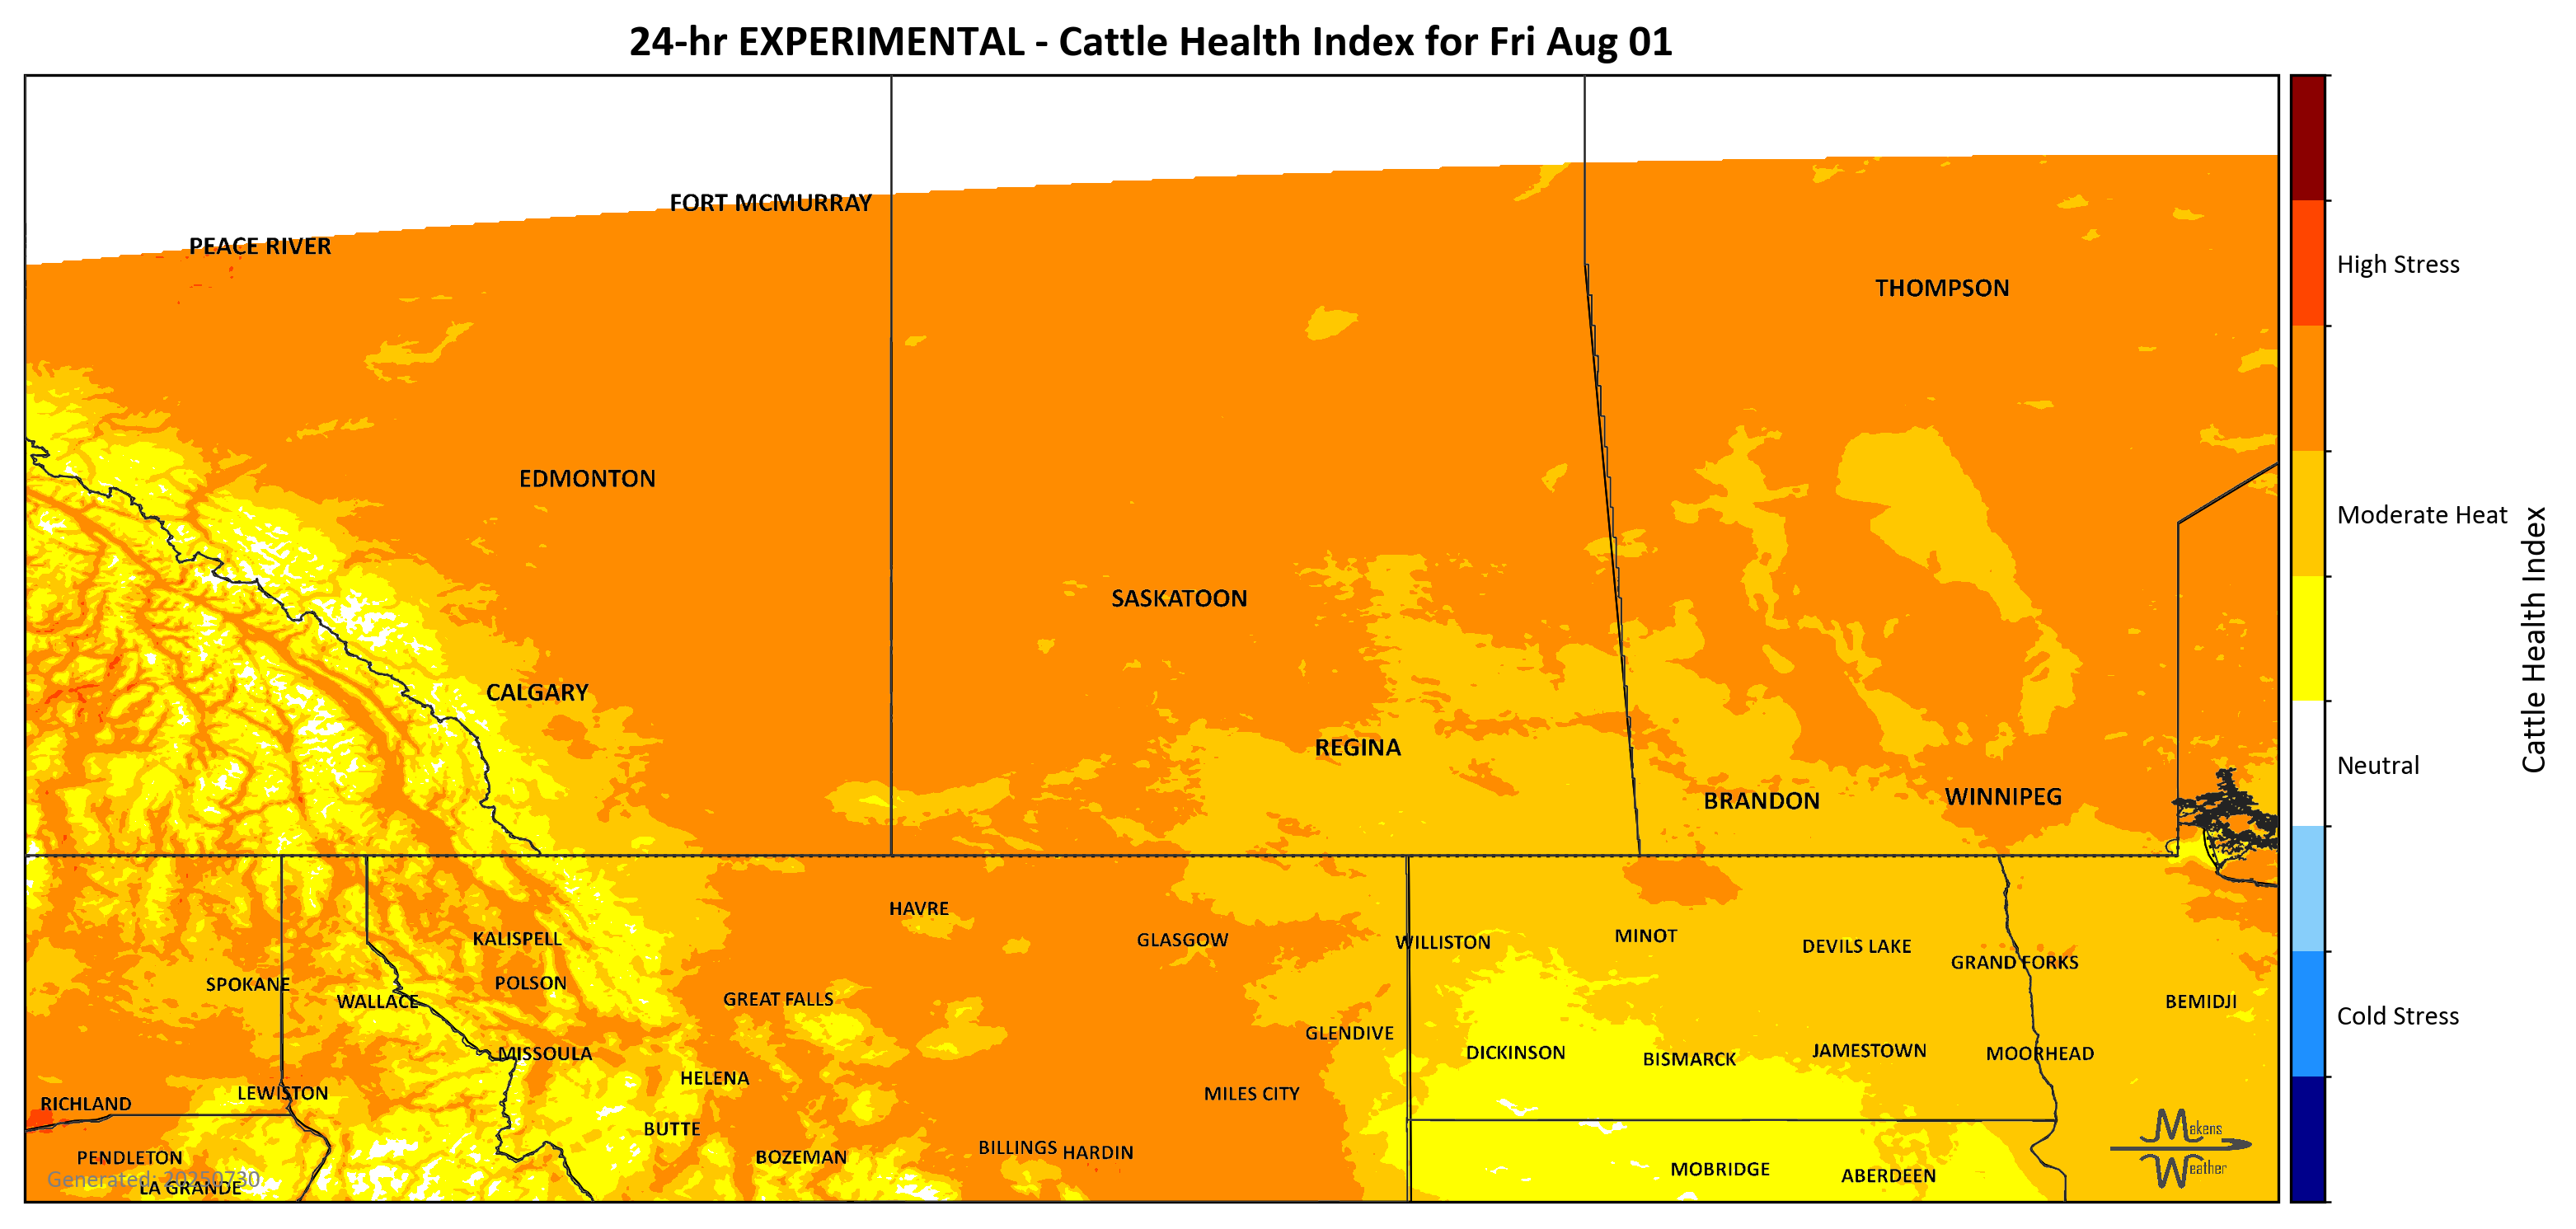 24-hr EXPERIMENTAL - Cattle Health Index for Fri Aug 01
FORT MCMURRAY
PEACE RIVER
High Stress
THOMPSON
EDMONTON
Moderate Heat
SASKATOON
CALGARY
REGINA
Neutral
Cattle Health Index
BRANDON
WINNIPEG
HAVRE
KALISPELL
GLASGOW
WILLISTON
MINOT
DEVILS LAKE
GRAND FORKS
SPOKANE
POLSON
WALLACE
GREAT FALLS
BEMIDJI
Cold Stress
GLENDIVE
MISSOULA
DICKINSON
BISMARCK
JAMESTOWN
MOORHEAD
HELENA
LEWISTON
MILES CITY
RICHLAND
BUTTE
Makens
Weather
PENDLETON
BOZEMAN
BILLINGS
HARDIN
MOBRIDGE
ABERDEEN
Generated: 20250730
LA GRANDE